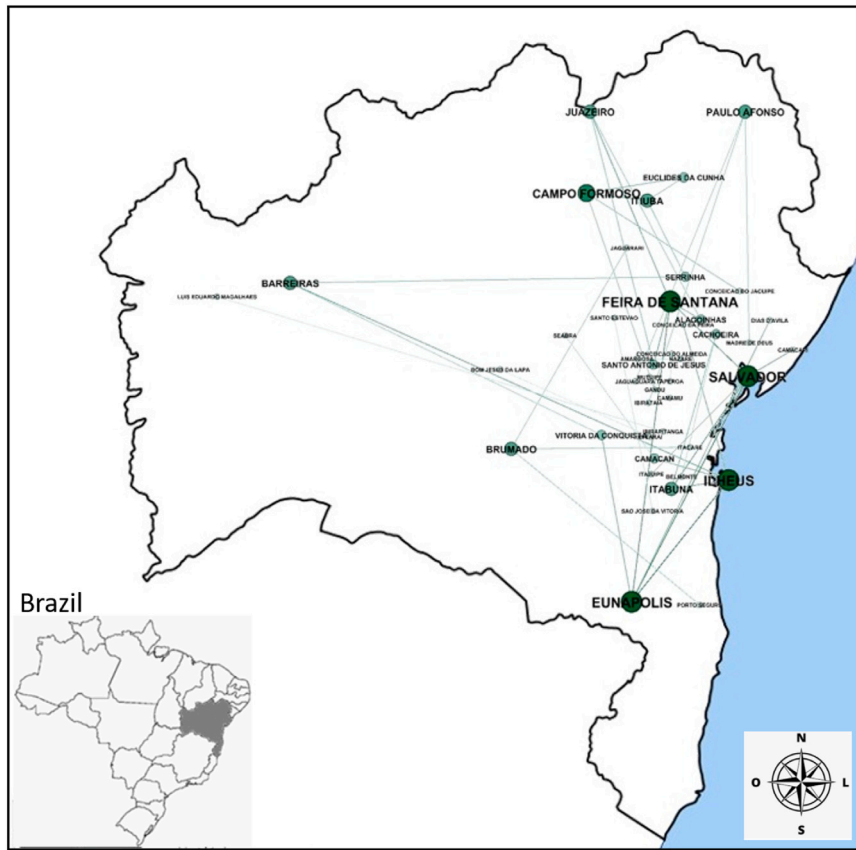 JUAZEIRO
PAULO AFONSO
EUCLIDES DA CUNHA
CAMPO FORMOSO
ITIUBA
JAGUARARI
SERRINHA
BARREIRAS
CONCEICAO DO JACUIPE
LUIS EDUARDO MAGALHAES
FEIRA DE SANTANA
SANTO ESTEVAO
ALAGOINHAS
DIAS D'AVILA
CONCEICAO DA FEIRA
SEABRA
CACHOEIRA
MADRE DE DEUS
CAMACARI
CONCEICAO DO ALMEIDA
AMARGOSA
NAZARE
SANTO ANTONIO DE JESUS
BOM JESUS DA LAPA
SALVADOR
MUTUIPE
JAGUAQUARA
TAPEROA
GANDU
CAMAMU
IBIRATAIA
IBIRAPITANGA
VITORIA DA CONQUISTA
BRUMADO
ITACARE
CAMACAN
ITAJUIPE
BELMONTE
ILHEUS
ITABUNA
SAO JOSE DA VITORIA
EUNAPOLIS
PORTO SEGURO
Brazil
N
O
L
S